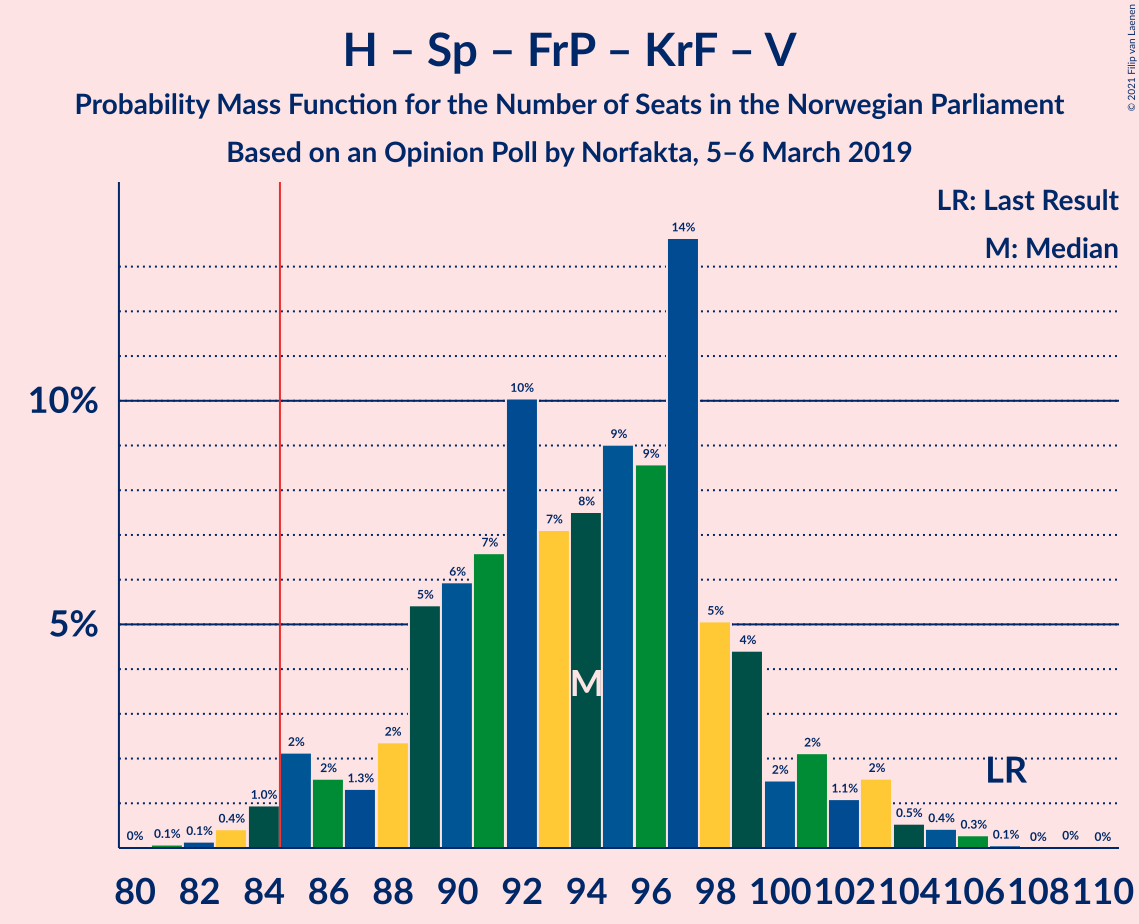 H – Sp – FrP – KrF – V
Probability Mass Function for the Number of Seats in the Norwegian Parliament
Based on an Opinion Poll by Norfakta, 5–6 March 2019
© 2021 Filip van Laenen
LR: Last Result
M: Median
10%
5%
0% 0.1% 0.1% 0.4% 1.0% 2% 2% 1.3% 2% 5% 6% 7% 10% 7% 8% 9% 9% 14% 5% 4% 2% 2% 1.1% 2% 0.5% 0.4% 0.3% 0.1% 0% 0% 0%
M
LR
80 82 84 86 88 90 92 94 96 98 100 102 104 106 108 110